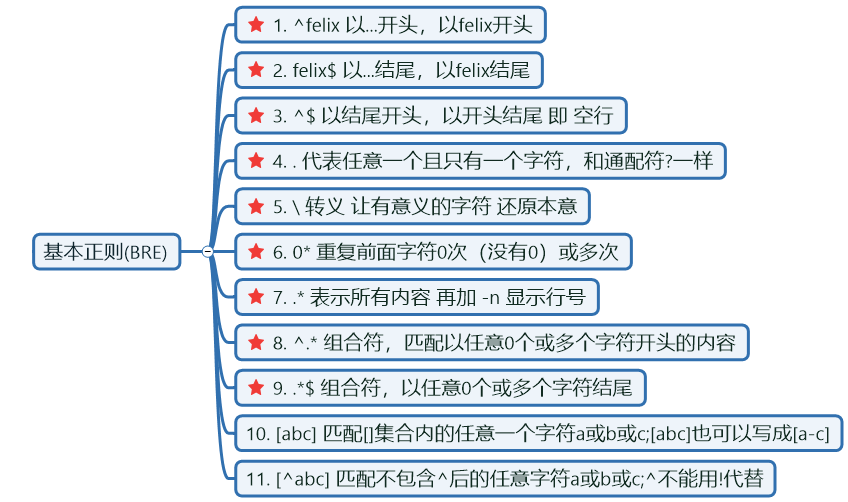 1. ^felix 以...开头，以felix开头
2. felix$ 以...结尾，以felix结尾
3. ^$ 以结尾开头，以开头结尾 即 空行
4. . 代表任意一个且只有一个字符，和通配符?一样
5. \ 转义 让有意义的字符 还原本意
基本正则(BRE)
6. 0* 重复前面字符0次（没有0）或多次
7. .* 表示所有内容 再加 -n 显示行号
8. ^.* 组合符，匹配以任意0个或多个字符开头的内容
9. .*$ 组合符，以任意0个或多个字符结尾
10. [abc] 匹配[]集合内的任意一个字符a或b或c;[abc]也可以写成[a-c]
11. [^abc] 匹配不包含^后的任意字符a或b或c;^不能用!代替